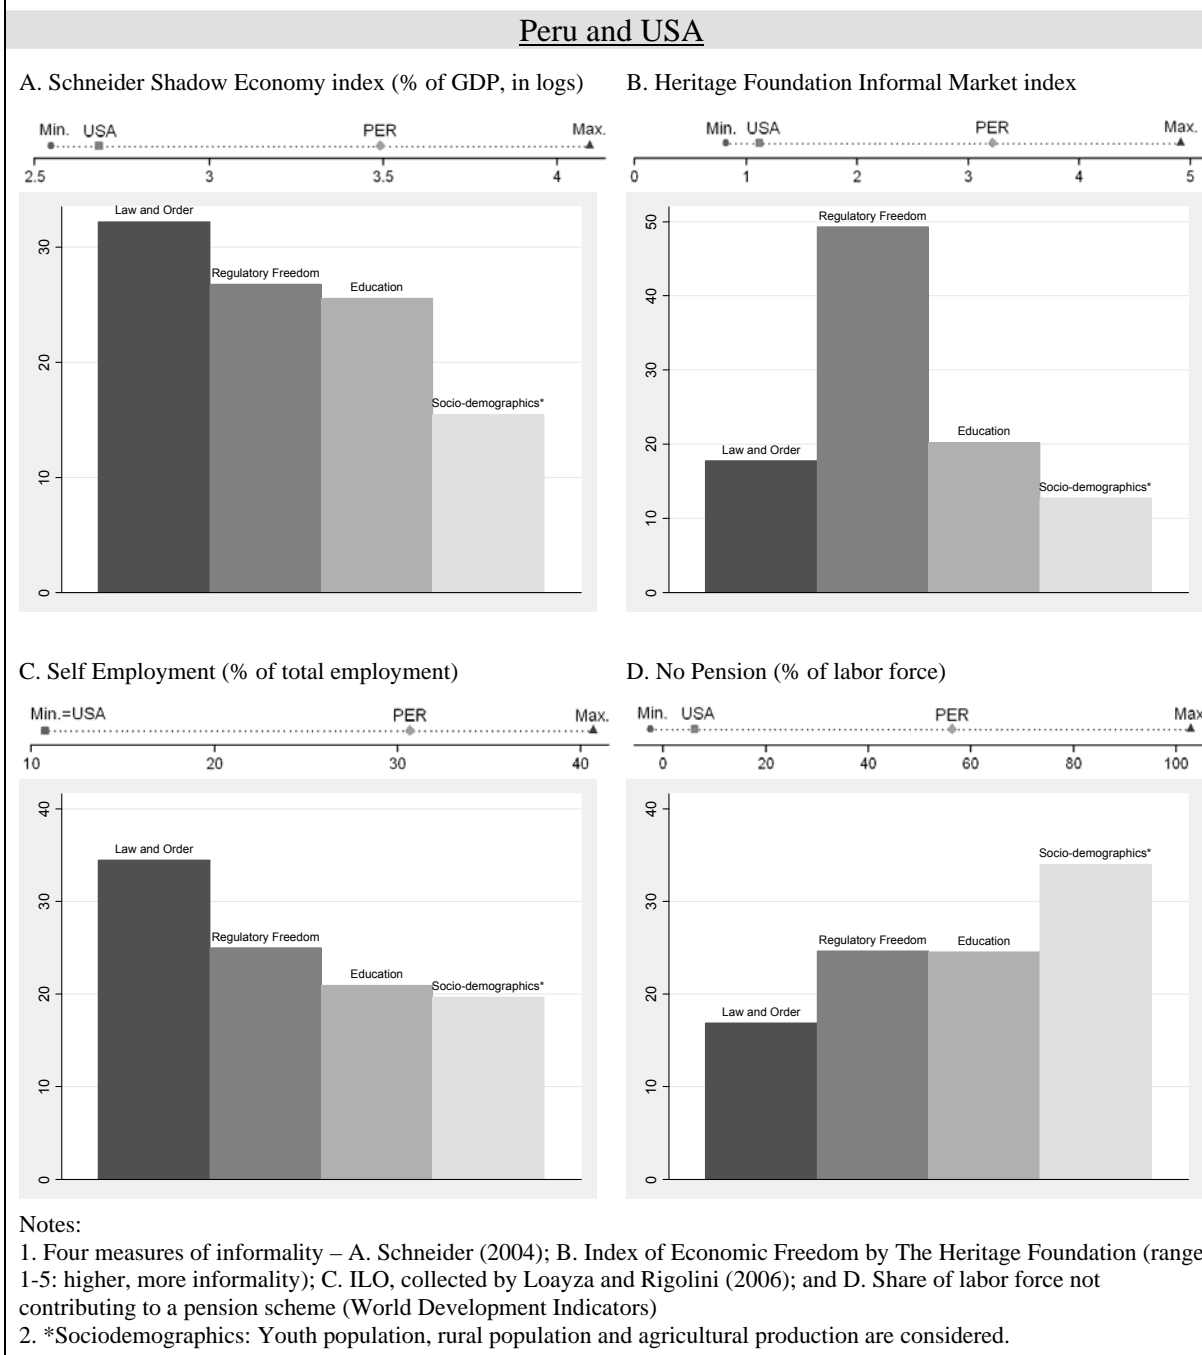 Peru and USA
A. Schneider Shadow Economy index (% of GDP, in logs)
B. Heritage Foundation Informal Market index
Min. USA PER Max.
2.5 3 3.5 4
Min. USA PER Max.
0 1 2 3 4 5
Law and Order
Regulatory Freedom
Education
Socio-demographics*
30
20
10
0
Regulatory Freedom
Law and Order
Education
Socio-demographics*
50
40
30
20
10
0
C. Self Employment (% of total employment)
D. No Pension (% of labor force)
Min.=USA PER Max.
10 20 30 40
Min. USA PER Max
0 20 40 60 80 100
Law and Order
Regulatory Freedom
Education
Socio-demographics*
40
30
20
10
0
Socio-demographics*
Regulatory Freedom
Education
Law and Order
40
30
20
10
0
Notes:
1. Four measures of informality – A. Schneider (2004); B. Index of Economic Freedom by The Heritage Foundation (range
1-5: higher, more informality); C. ILO, collected by Loayza and Rigolini (2006); and D. Share of labor force not
contributing to a pension scheme (World Development Indicators)
2. *Sociodemographics: Youth population, rural population and agricultural production are considered.